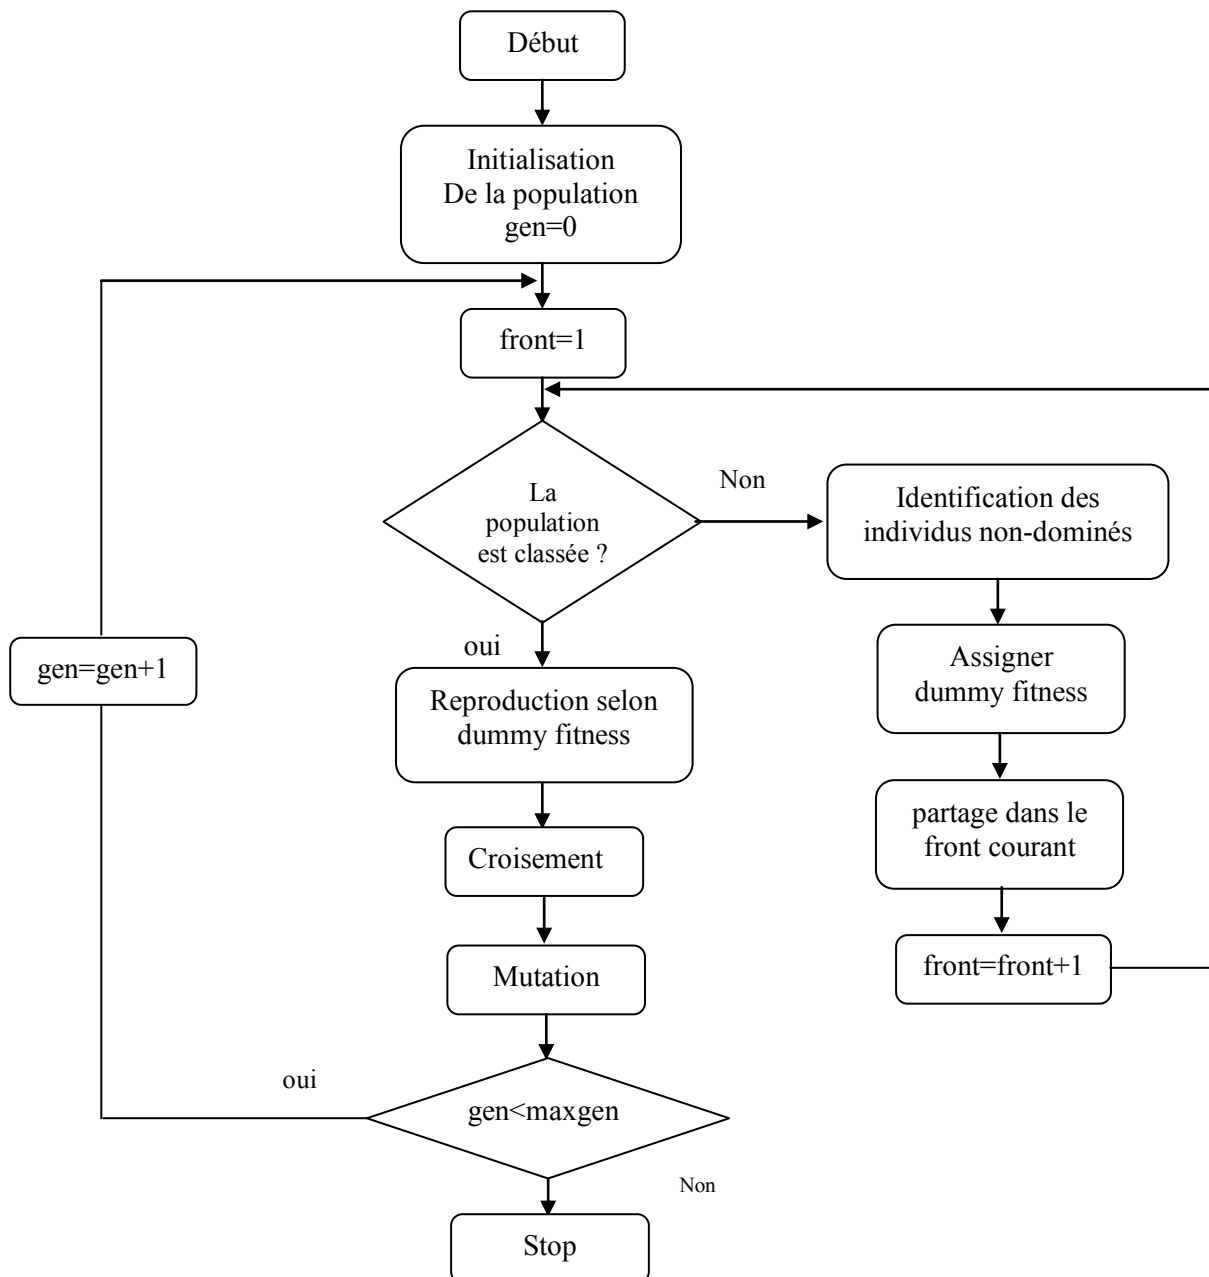 Début
Initialisation
De la population
gen=0
front=1
La
population
est classée ?
Non
Identification des
individus non-dominés
Assigner
dummy fitness
partage dans le
front courant
front=front+1
oui
gen=gen+1
Reproduction selon
dummy fitness
Croisement
Mutation
oui
gen<maxgen
Non
Stop